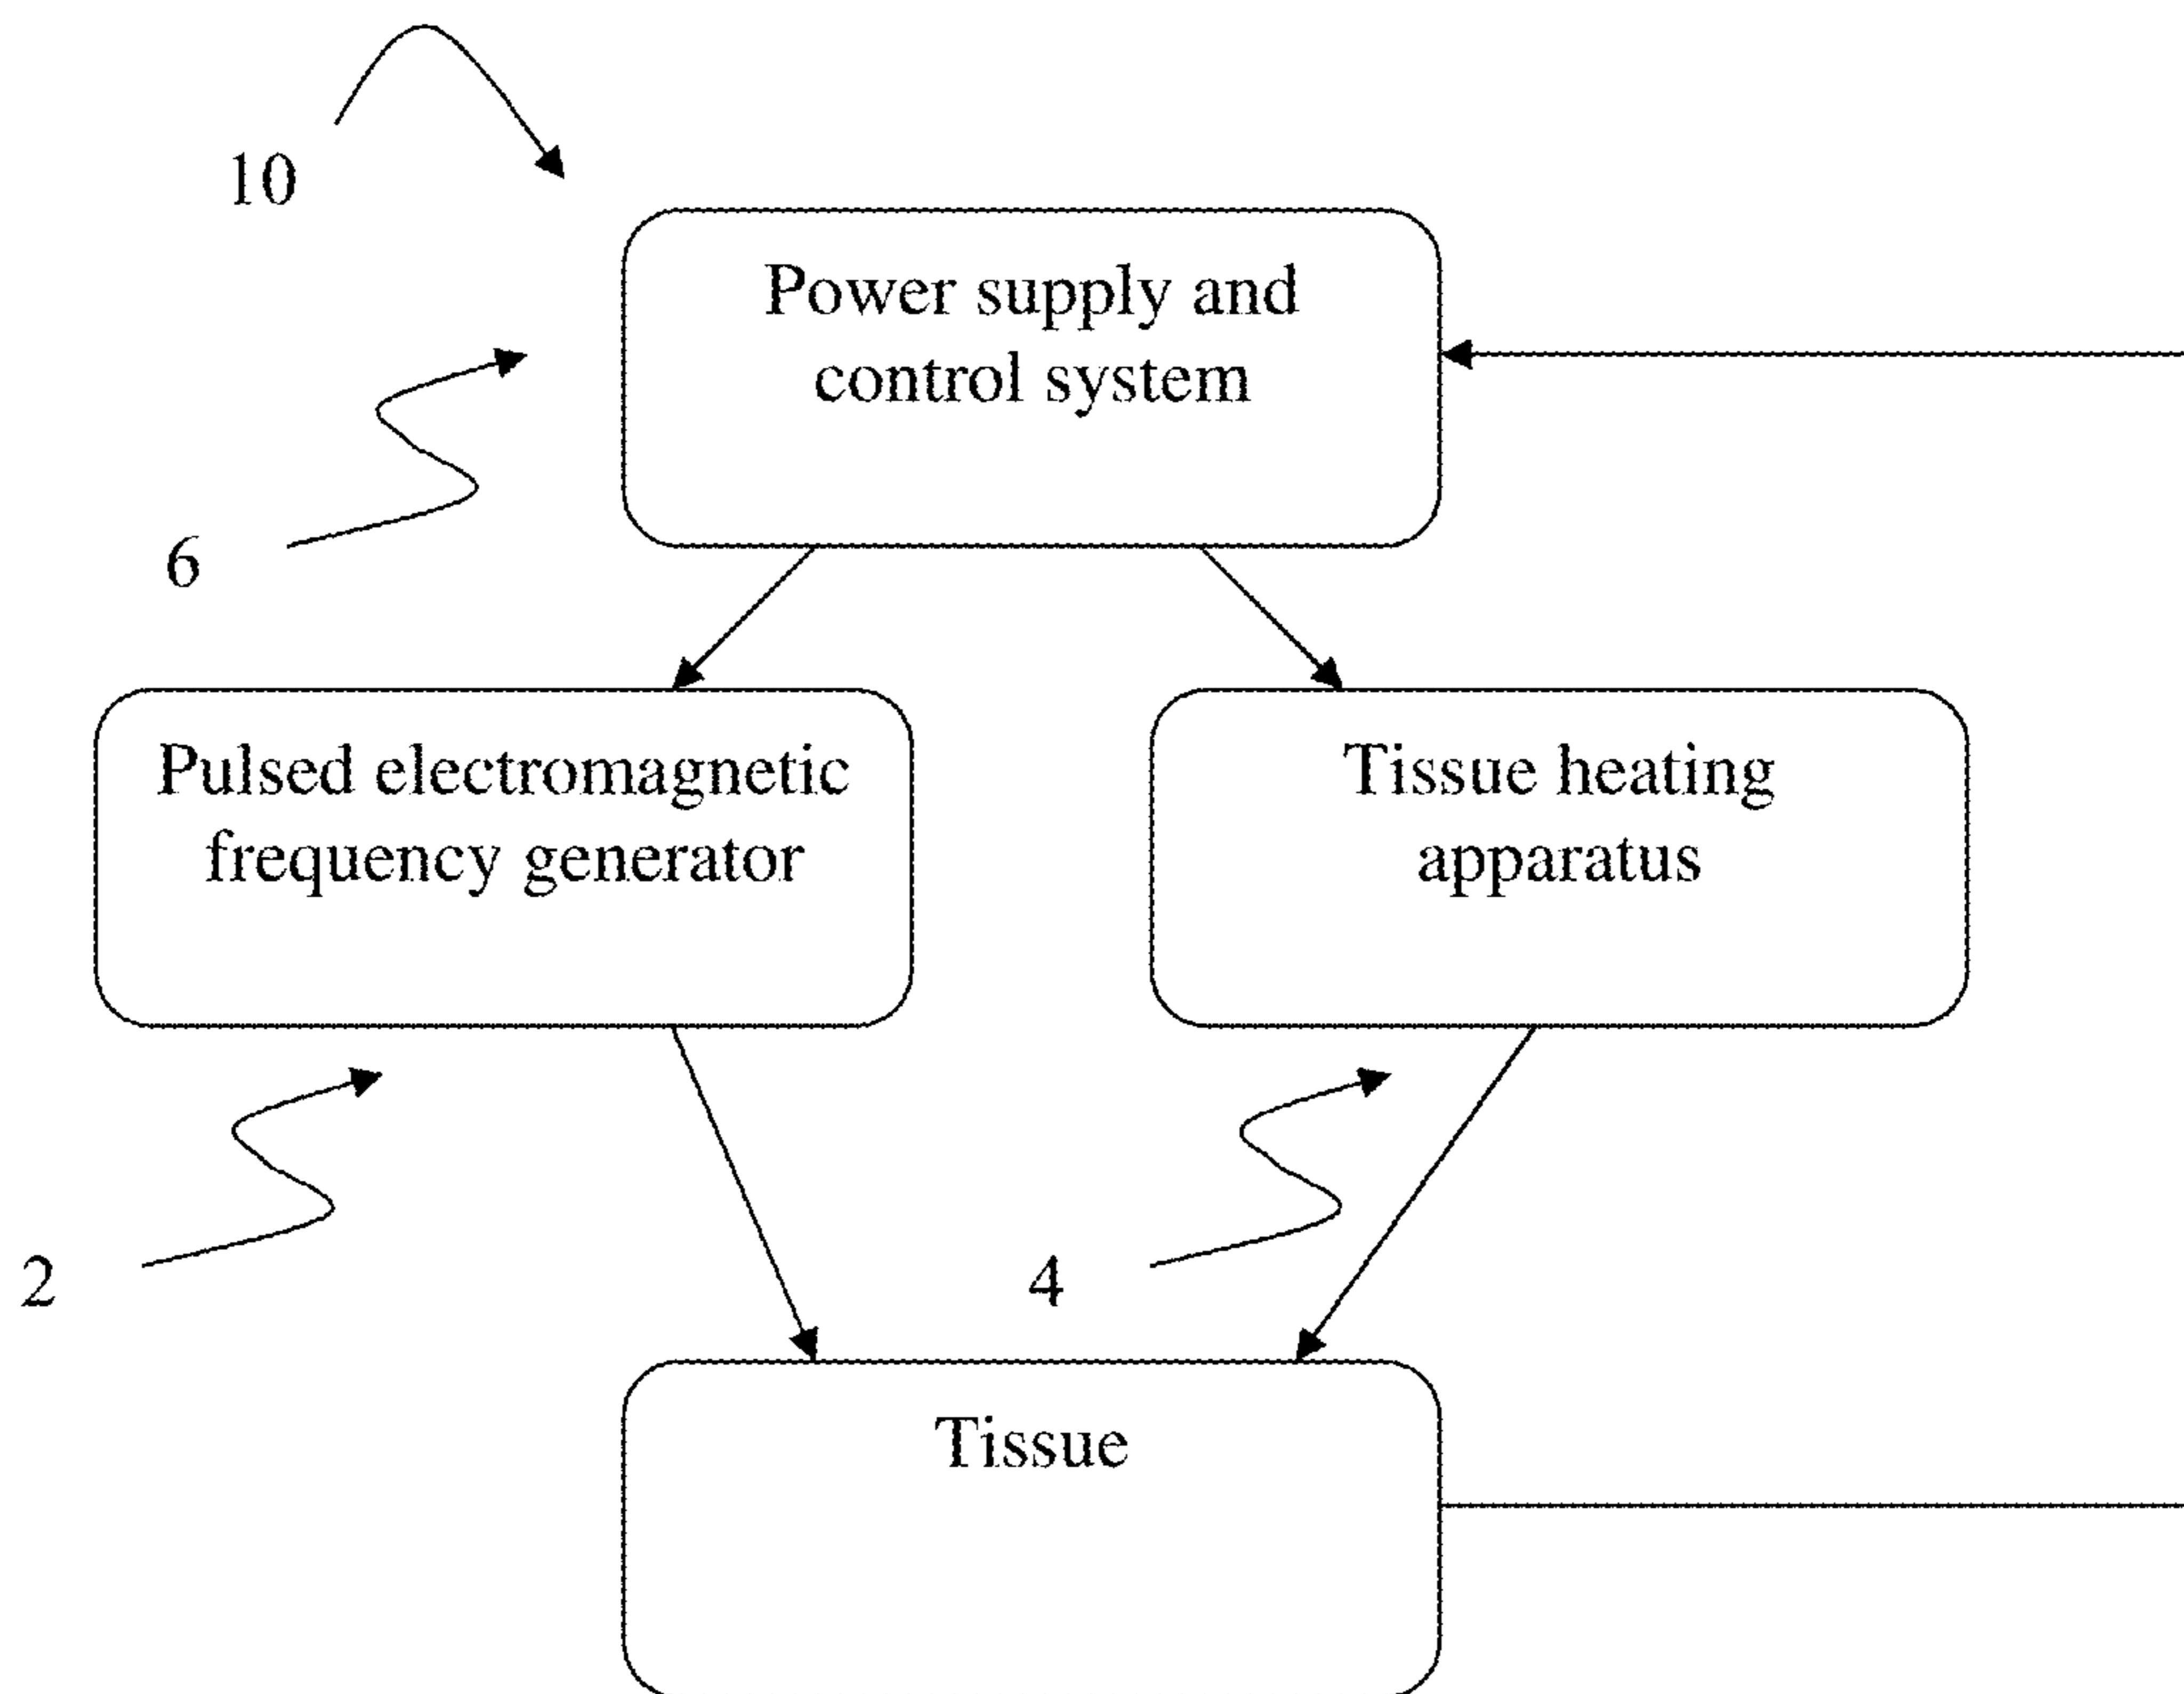 10
Power supply and
control system
6
Pulsed electromagnetic
frequency generator
Tissue heating
apparatus
2
4
Tissue